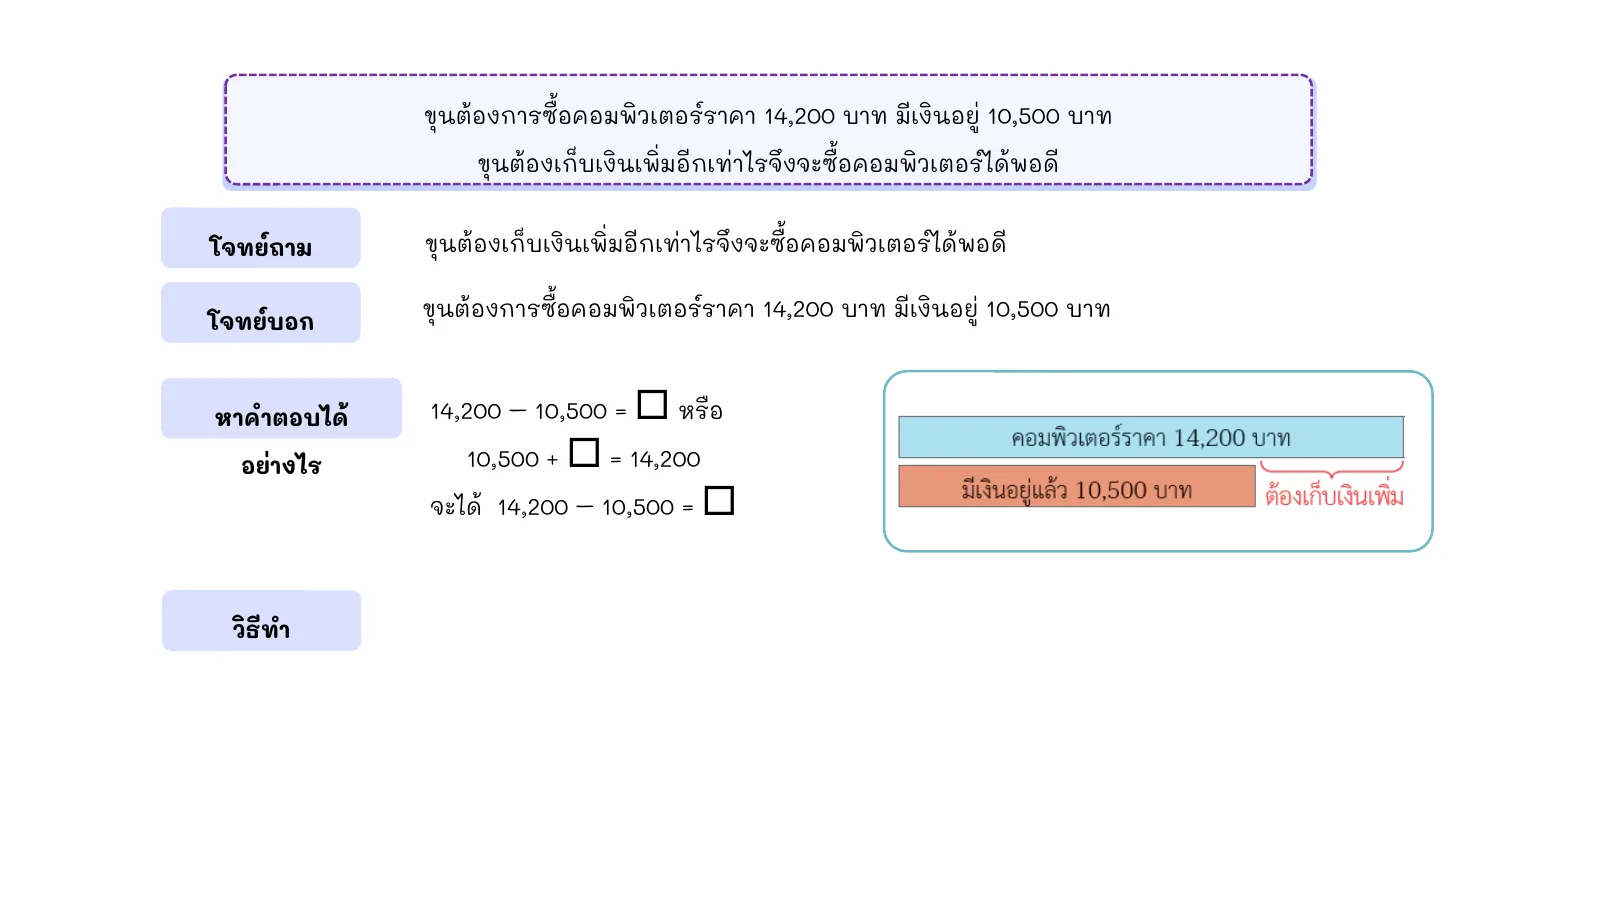 ขุนต้องการซื้อคอมพิวเตอร์ราคา 14,200 บาท มีเงินอยู่ 10,500 บาท
ขุนต้องเก็บเงินเพิ่มอีกเท่าไรจึงจะซื้อคอมพิวเตอร์ได้พอดี
โจทย์ถาม
ขุนต้องเก็บเงินเพิ่มอีกเท่าไรจึงจะซื้อคอมพิวเตอร์ได้พอดี
โจทย์บอก
ขุนต้องการซื้อคอมพิวเตอร์ราคา 14,200 บาท มีเงินอยู่ 10,500 บาท
หาคำตอบได้
อย่างไร
14,200 – 10,500 = □ หรือ
10,500 + □ = 14,200
จะได้ 14,200 – 10,500 = □
คอมพิวเตอร์ราคา 14,200 บาท
มีเงินอยู่แล้ว 10,500 บาท
ต้องเก็บเงินเพิ่ม
วิธีทำ